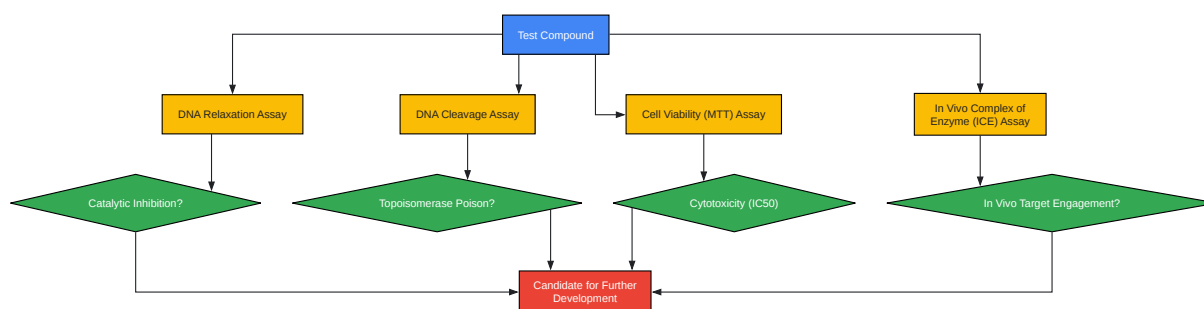 Test Compound
DNA Relaxation Assay
DNA Cleavage Assay
Cell Viability (MTT) Assay
In Vivo Complex of
Enzyme (ICE) Assay
Catalytic Inhibition?
Topoisomerase Poison?
Cytotoxicity (IC50)
In Vivo Target Engagement?
Candidate for Further
Development